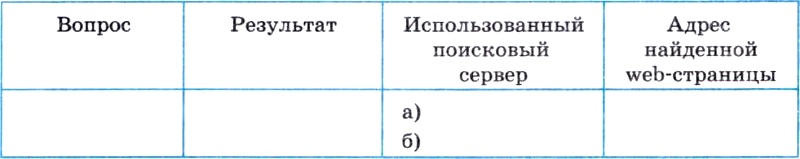 Вопрос
Результат
Использованный
поисковый
сервер
Адрес
найденной
web-страницы
а)
б)